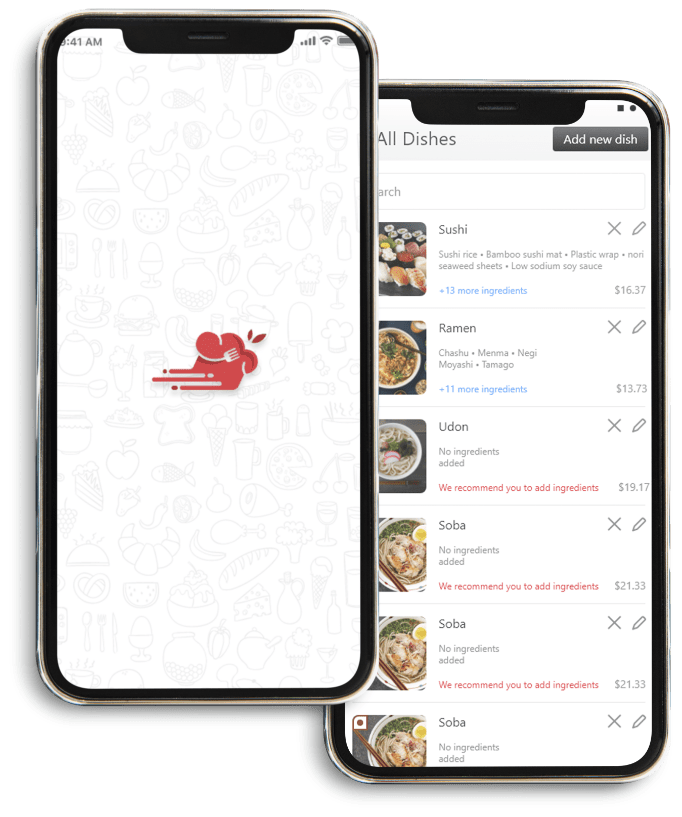 9:41 AM
All Dishes
Add new dish
arch
Sushi
Sushi rice • Bamboo sushi mat • Plastic wrap • nori
seaweed sheets • Low sodium soy sauce
+13 more ingredients
$16.37
Ramen
Chashu • Menma • Negi
Moyashi • Tamago
+11 more ingredients
$13.73
Udon
No ingredients
added
We recommend you to add ingredients
$19.17
Soba
No ingredients
added
We recommend you to add ingredients
$21.33
Soba
No ingredients
added
We recommend you to add ingredients
$21.33
Soba
No ingredients
added